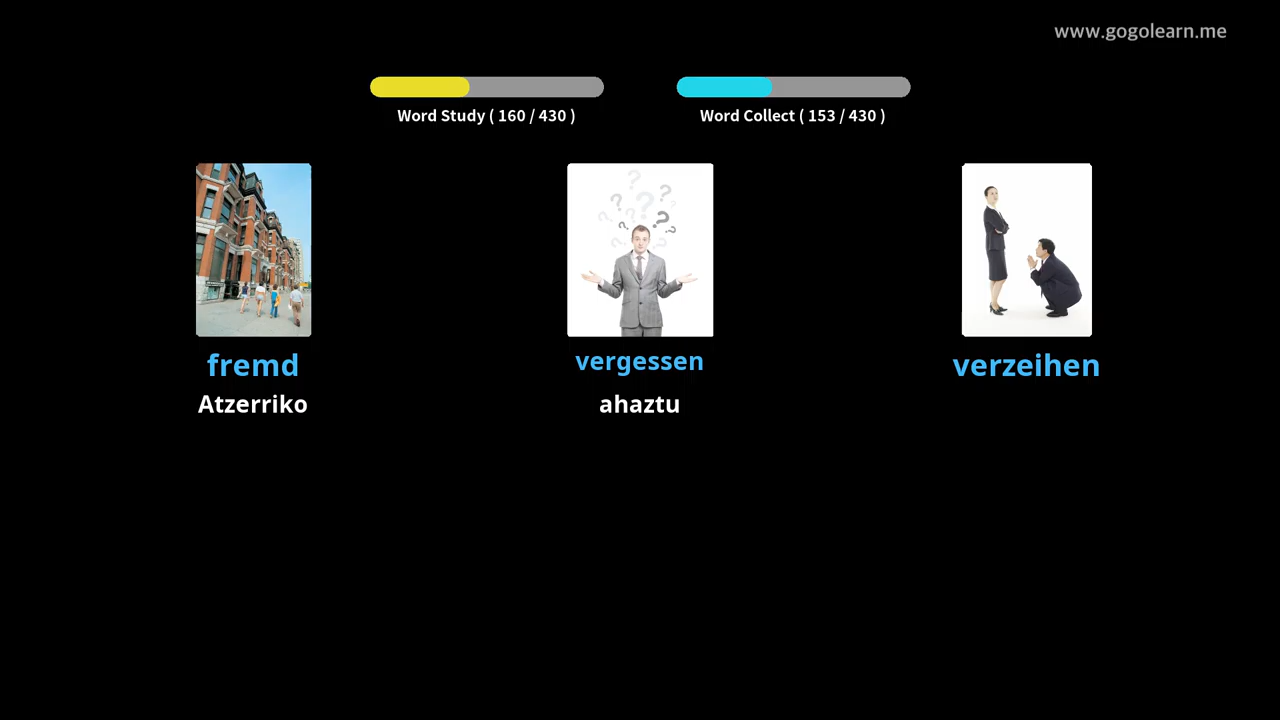 www.gogolearn.me
Word Study ( 160 / 430 )
Word Collect ( 153 / 430 )
fremd
vergessen
verzeihen
Atzerriko
ahaztu